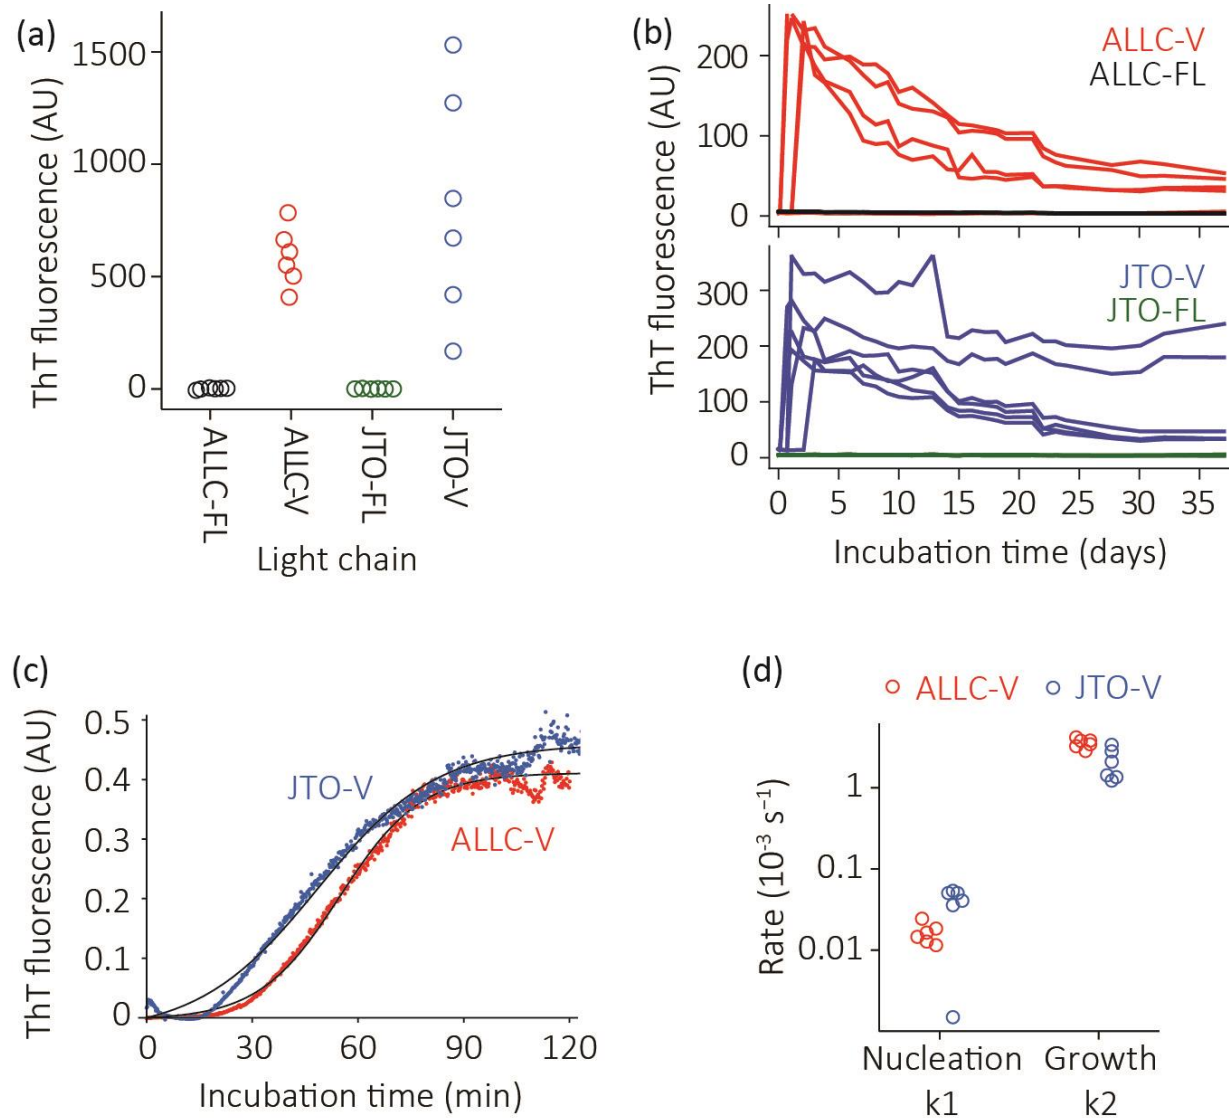 (a)
ThT fluorescence (AU)
1500
1000
500
0
ALLC-FL
ALLC-V
JTO-FL
JTO-V
Light chain
(b)
ThT fluorescence (AU)
200
100
0
ALLC-V
ALLC-FL
300
200
100
0
JTO-V
JTO-FL
0 5 10 15 20 25 30 35
Incubation time (days)
(c)
ThT fluorescence (AU)
0.5
0.4
0.3
0.2
0.1
0
JTO-V
ALLC-V
0 30 60 90 120
Incubation time (min)
(d)
ALLC-V JTO-V
Rate (10⁻³ s⁻¹)
1
0.1
0.01
Nucleation Growth
k1 k2